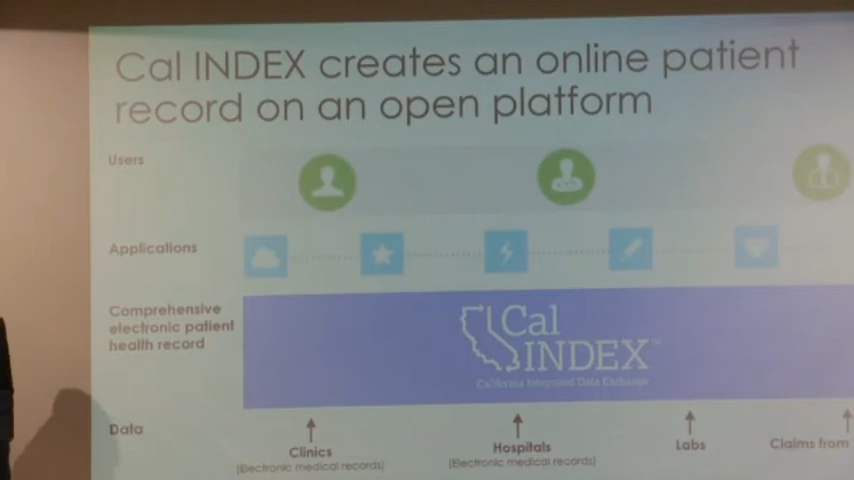 Cal INDEX creates an online patient
record on an open platform
Users
Applications
Comprehensive
electronic patient
health record
Cal
INDEX™
California Integrated Data Exchange
Data
Clinics
(Electronic medical records)
Hospitals
(Electronic medical records)
Labs
Claims from